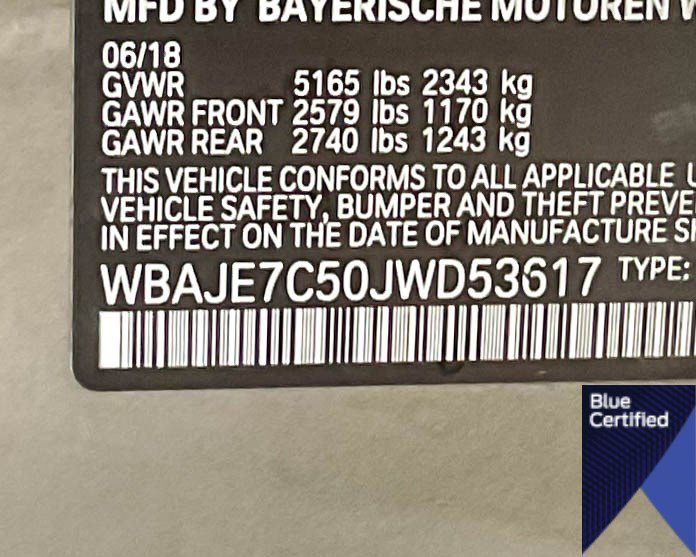 MFD BY BAYERISCHE MOTOREN W
06/18
GVWR 5165 lbs 2343 kg
GAWR FRONT 2579 lbs 1170 kg
GAWR REAR 2740 lbs 1243 kg
THIS VEHICLE CONFORMS TO ALL APPLICABLE U
VEHICLE SAFETY, BUMPER AND THEFT PREVE
IN EFFECT ON THE DATE OF MANUFACTURE SH
WBAJE7C50JWD53617 TYPE:
Blue
Certified